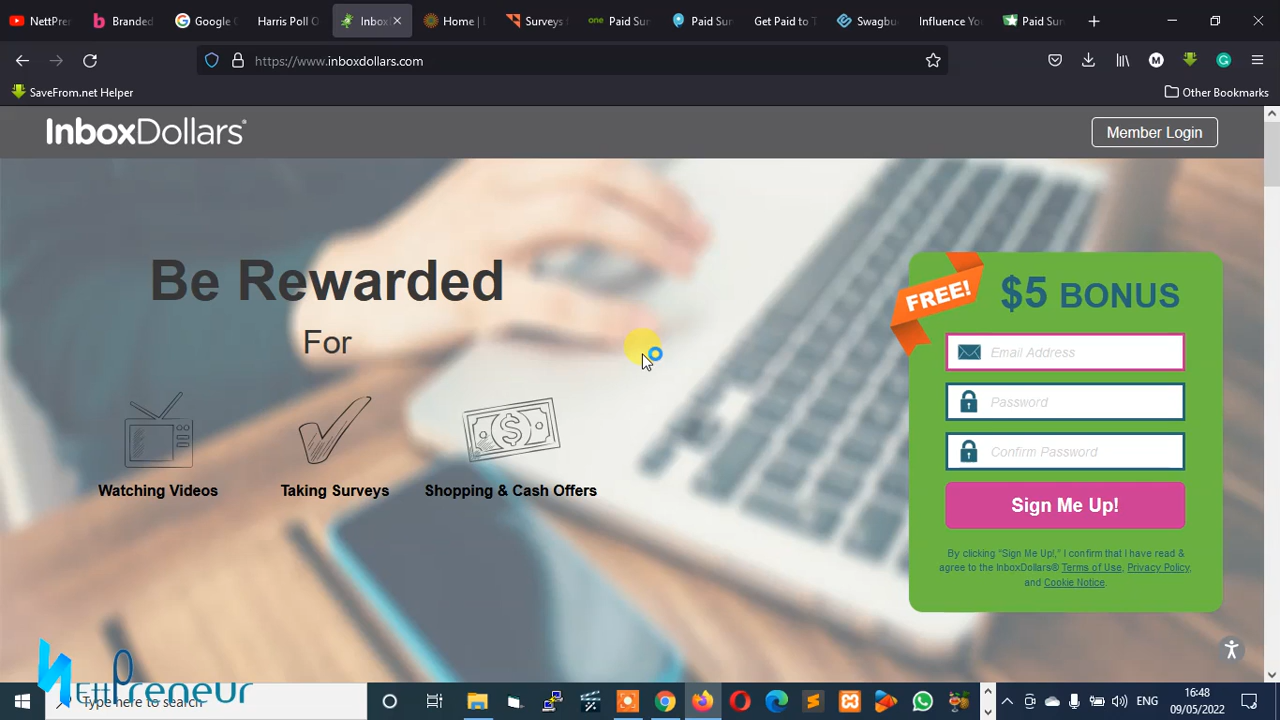 NettPre
Branded
Google
Harris Poll O
Inbox
Home |
Surveys
Paid Sur
Paid Sur
Get Paid to T
Swagbu
Influence Yo
Paid Sur
https://www.inboxdollars.com
SaveFrom.net Helper
Other Bookmarks
InboxDollars®
Member Login
Be Rewarded
For
Watching Videos
Taking Surveys
Shopping & Cash Offers
FREE!
$5 BONUS
Email Address
Password
Confirm Password
Sign Me Up!
By clicking "Sign Me Up!," I confirm that I have read &
agree to the InboxDollars® Terms of Use, Privacy Policy,
and Cookie Notice.
Nettpreneur
Type here to search
ENG
16:48
09/05/2022